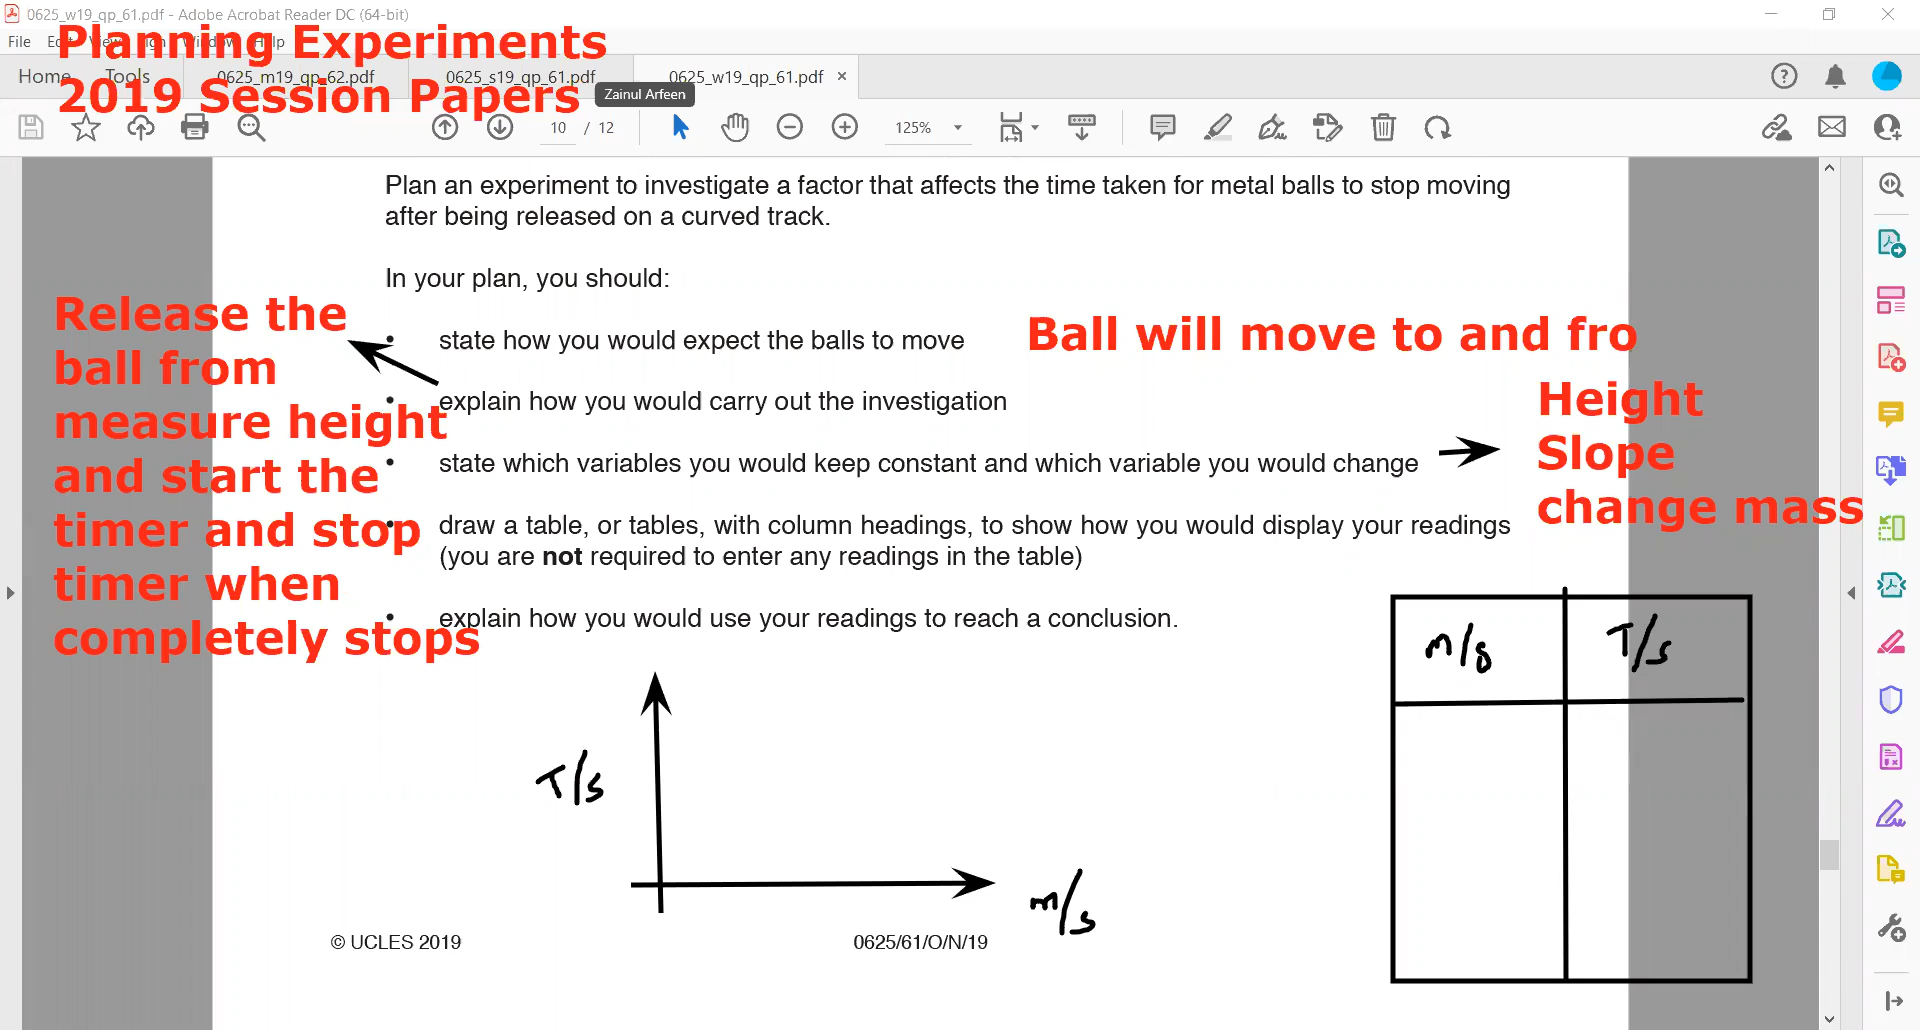 0625_w19_qp_61.pdf - Adobe Acrobat Reader DC (64-bit)
File Edit View Sign Window Help
Planning Experiments
2019 Session Papers
Home Tools 0625_m19_qp_62.pdf 0625_s19_qp_61.pdf 0625_w19_qp_61.pdf ×
Zainul Arfeen
10 / 12 125%
Plan an experiment to investigate a factor that affects the time taken for metal balls to stop moving
after being released on a curved track.
In your plan, you should:
• state how you would expect the balls to move
Ball will move to and fro
• explain how you would carry out the investigation
Release the
ball from
measure height
and start the
timer and stop
timer when
completely stops
• state which variables you would keep constant and which variable you would change
Height
Slope
change mass
• draw a table, or tables, with column headings, to show how you would display your readings
(you are not required to enter any readings in the table)
• explain how you would use your readings to reach a conclusion.
m/g T/s
T/s
m/s
© UCLES 2019
0625/61/O/N/19